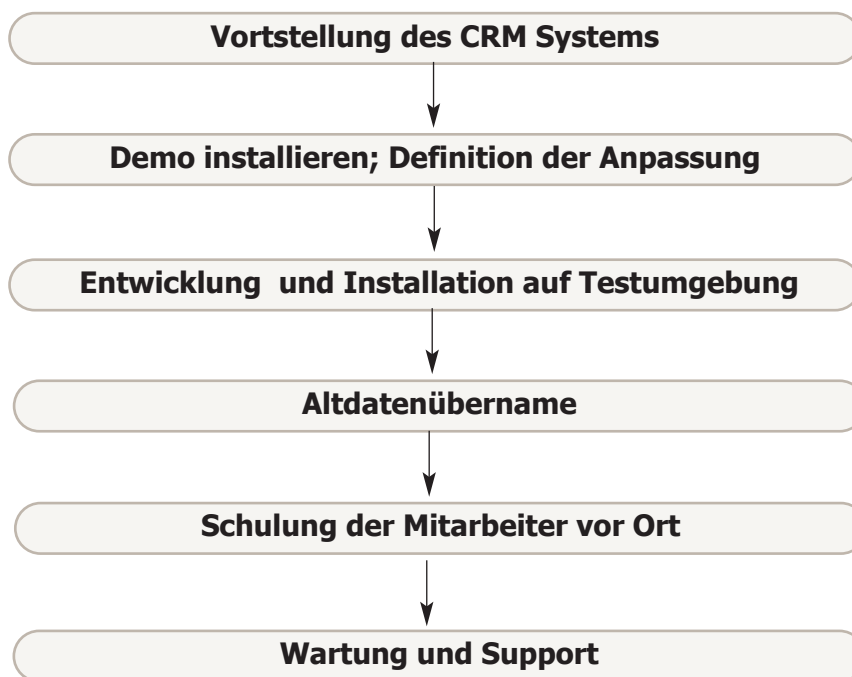 Vortstellung des CRM Systems
Demo installieren; Definition der Anpassung
Entwicklung  und Installation auf Testumgebung
Altdatenübername
Schulung der Mitarbeiter vor Ort
Wartung und Support